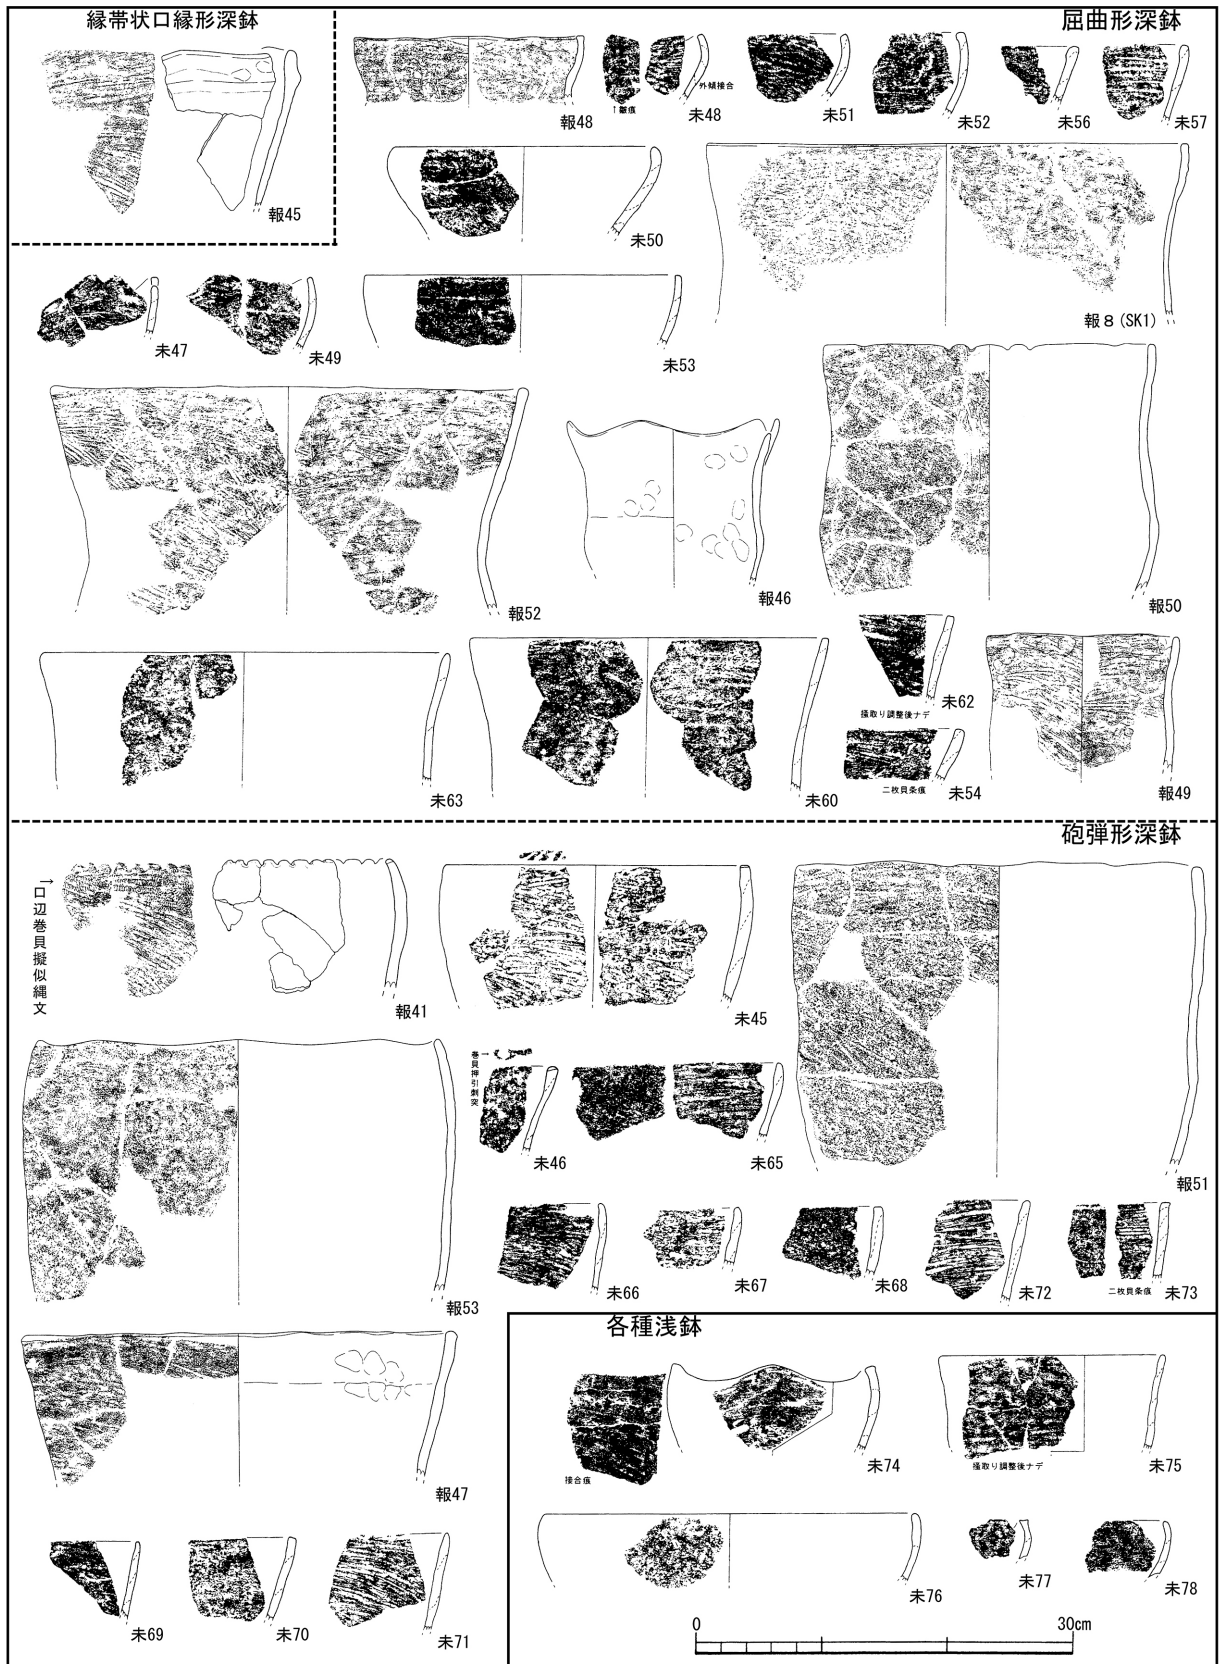 縁帯状口縁形深鉢
報45
屈曲形深鉢
報48
↑皺痕
外傾接合
未48
未51
未52
未56
未57
未50
報8(SK1)
未47
未49
未53
報52
報46
報50
未63
未60
掻取り調整後ナデ
未62
二枚貝条痕
未54
報49
砲弾形深鉢
→口辺巻貝擬似縄文
報41
未45
報51
報53
巻貝押引刺突→
未46
未65
未66
未67
未68
未72
二枚貝条痕
未73
報47
未69
未70
未71
各種浅鉢
接合痕
未74
掻取り調整後ナデ
未75
未76
未77
未78
0 30cm